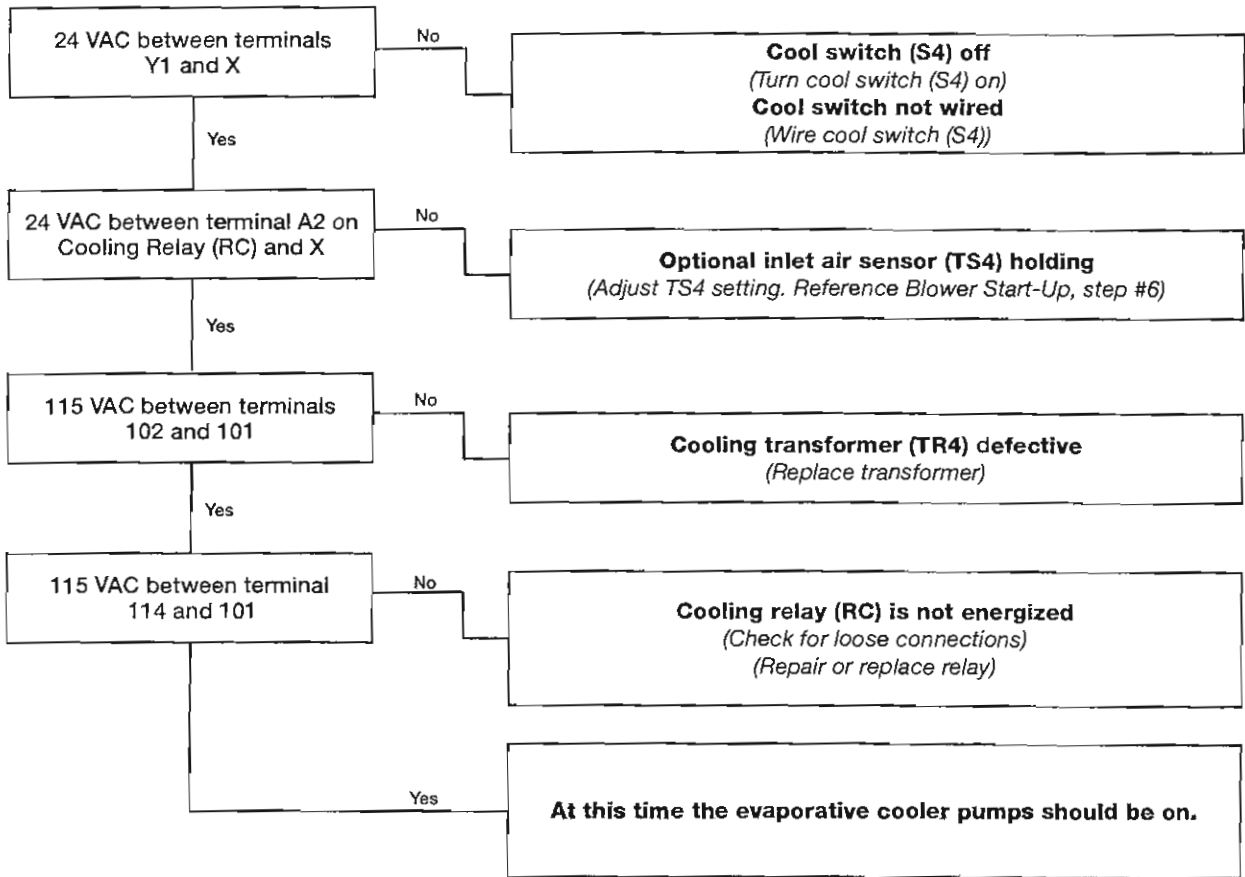 24 VAC between terminals
Y1 and X
No
Cool switch (S4) off
(Turn cool switch (S4) on)
Cool switch not wired
(Wire cool switch (S4))
Yes
24 VAC between terminal A2 on
Cooling Relay (RC) and X
No
Optional inlet air sensor (TS4) holding
(Adjust TS4 setting. Reference Blower Start-Up, step #6)
Yes
115 VAC between terminals
102 and 101
No
Cooling transformer (TR4) defective
(Replace transformer)
Yes
115 VAC between terminal
114 and 101
No
Cooling relay (RC) is not energized
(Check for loose connections)
(Repair or replace relay)
Yes
At this time the evaporative cooler pumps should be on.